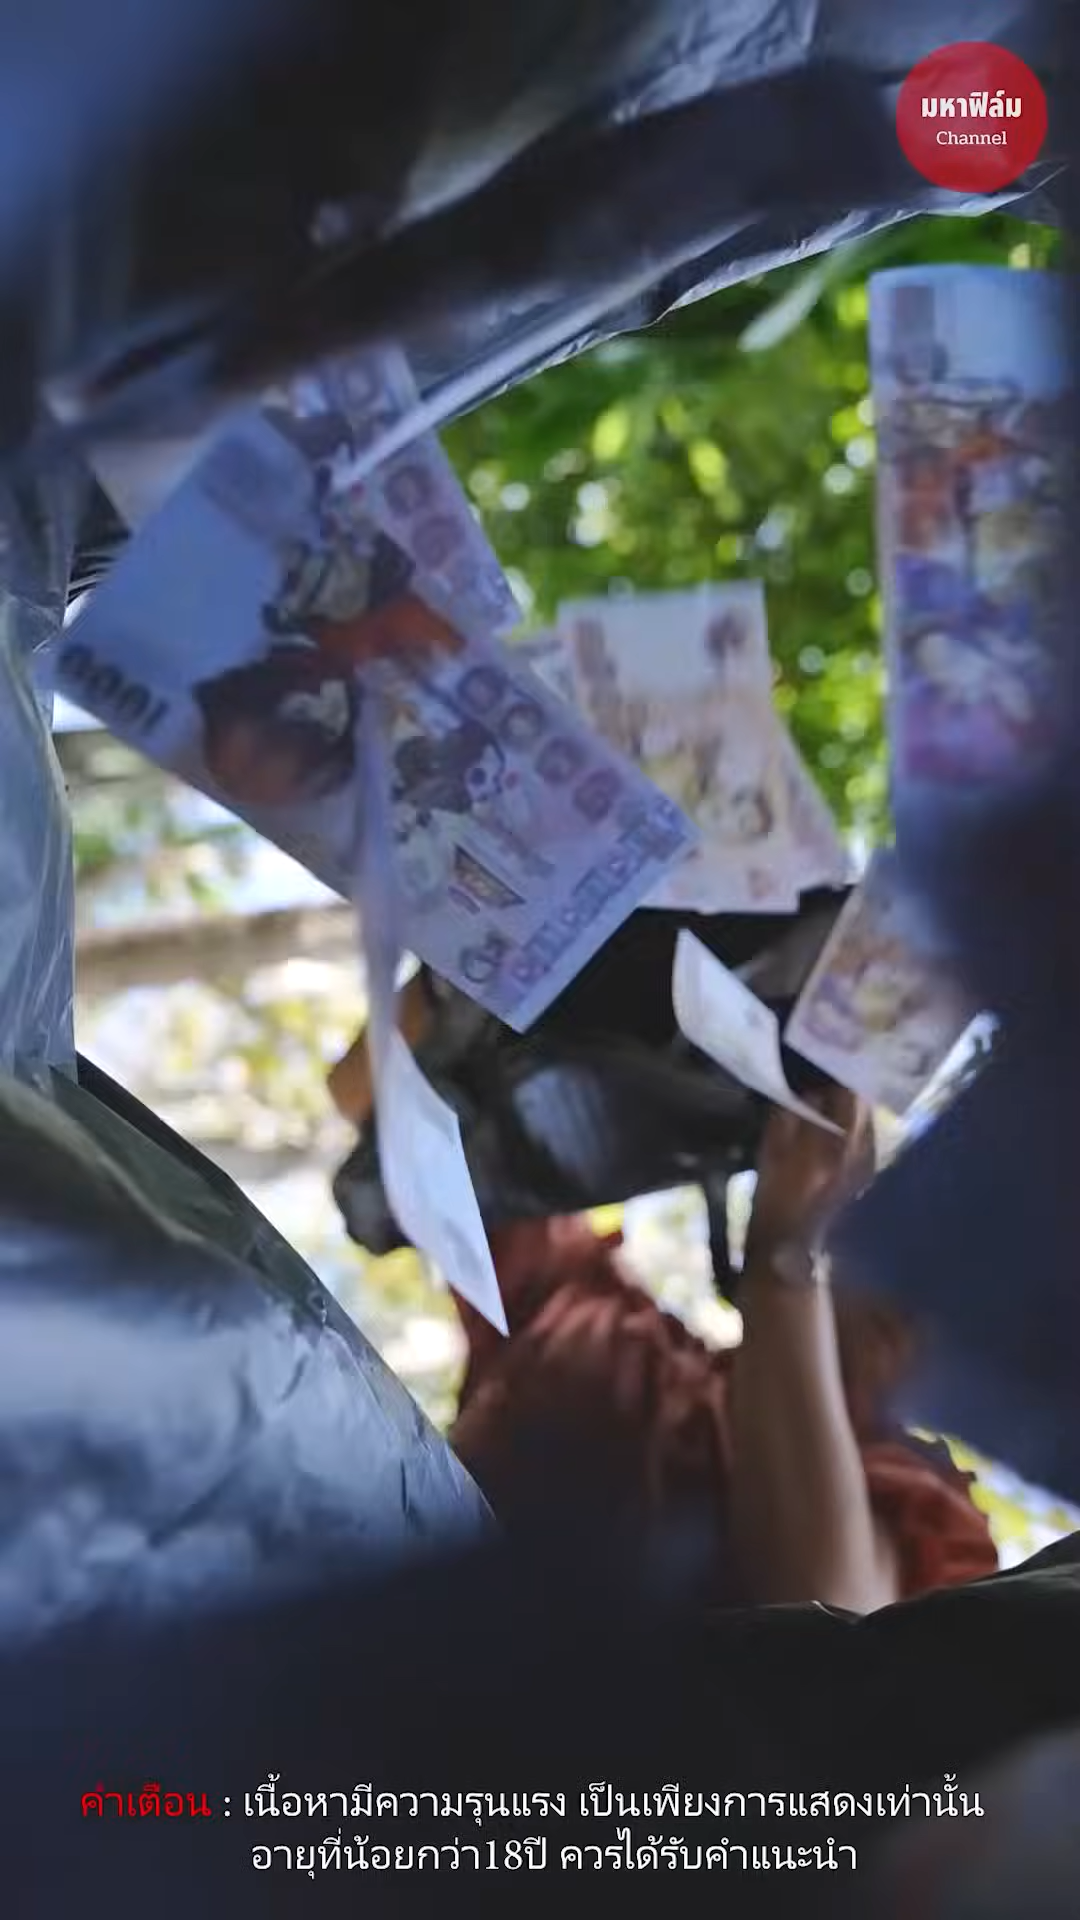 มหาฟิล์ม
Channel
1000
คำเตือน : เนื้อหามีความรุนแรง เป็นเพียงการแสดงเท่านั้น
อายุที่น้อยกว่า18ปี ควรได้รับคำแนะนำ